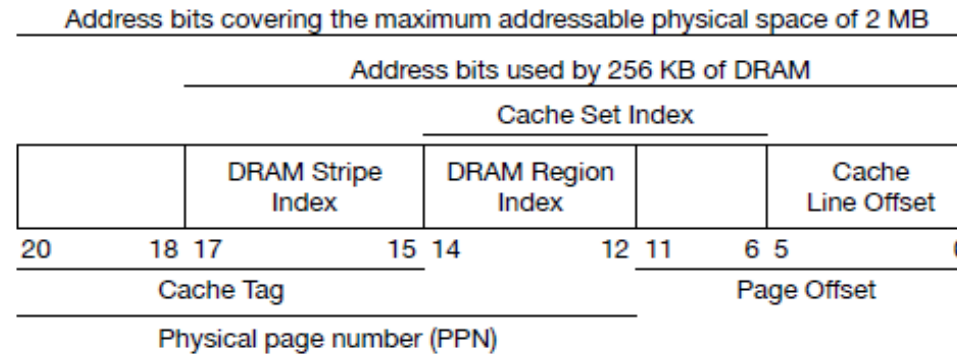 Address bits covering the maximum addressable physical space of 2 MB
Address bits used by 256 KB of DRAM
Cache Set Index
DRAM Stripe
Index
DRAM Region
Index
Cache
Line Offset
20 18 17 15 14 12 11 6 5 0
Cache Tag
Page Offset
Physical page number (PPN)